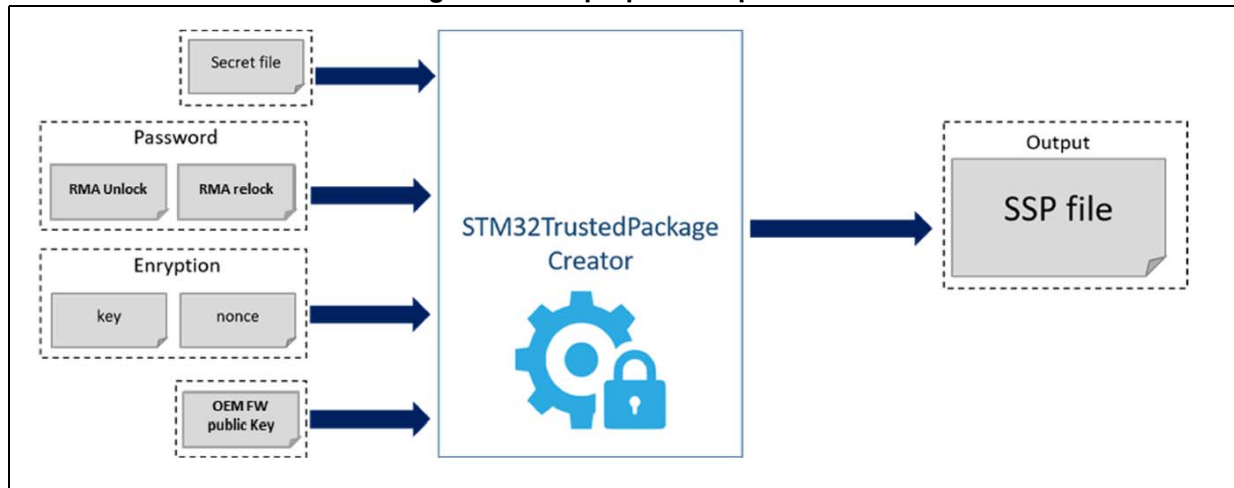 Secret file
Password
RMA Unlock
RMA relock
Enryption
key
nonce
OEM FW
public Key
STM32TrustedPackage
Creator
Output
SSP file